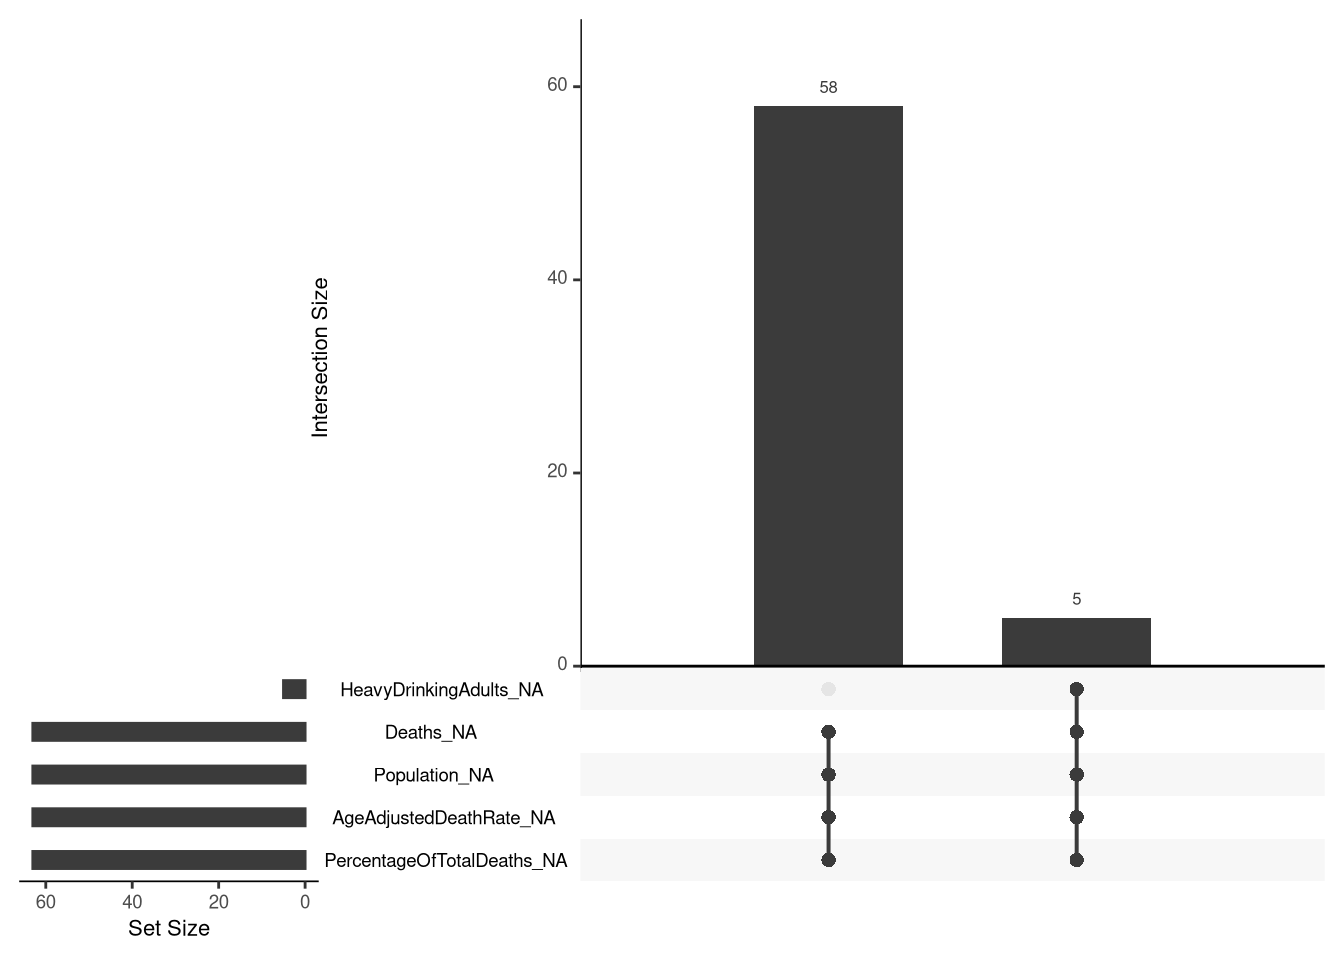 60
58
40
Intersection Size
20
5
0
HeavyDrinkingAdults_NA
Deaths_NA
Population_NA
AgeAdjustedDeathRate_NA
PercentageOfTotalDeaths_NA
60 40 20 0
Set Size